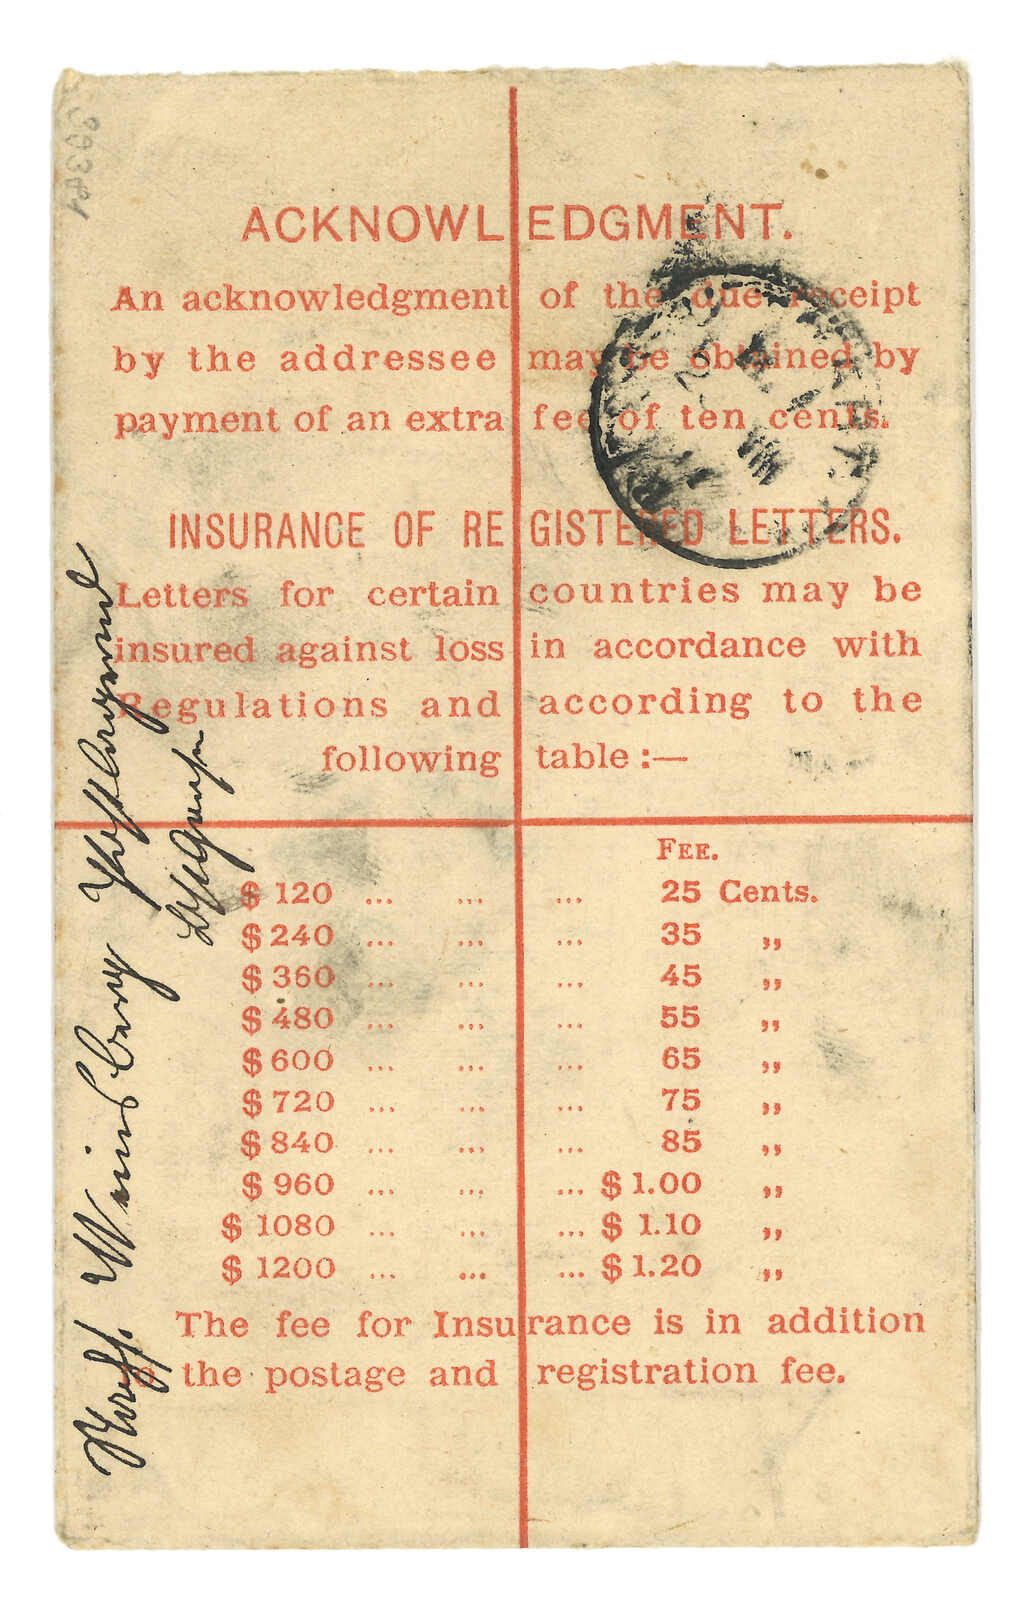 ACKNOWLEDGMENT.
An acknowledgment of the due receipt
by the addressee may be obtained by
payment of an extra fee of ten cents.
INSURANCE OF REGISTERED LETTERS.
Letters for certain countries may be
insured against loss in accordance with
Regulations and according to the
following table :—
FEE.
$ 120 ... ... ... 25 Cents.
$ 240 ... ... ... 35 „
$ 360 ... ... ... 45 „
$ 480 ... ... ... 55 „
$ 600 ... ... ... 65 „
$ 720 ... ... ... 75 „
$ 840 ... ... ... 85 „
$ 960 ... ... ... $ 1.00 „
$ 1080 ... ... ... $ 1.10 „
$ 1200 ... ... ... $ 1.20 „
The fee for Insurance is in addition
to the postage and registration fee.